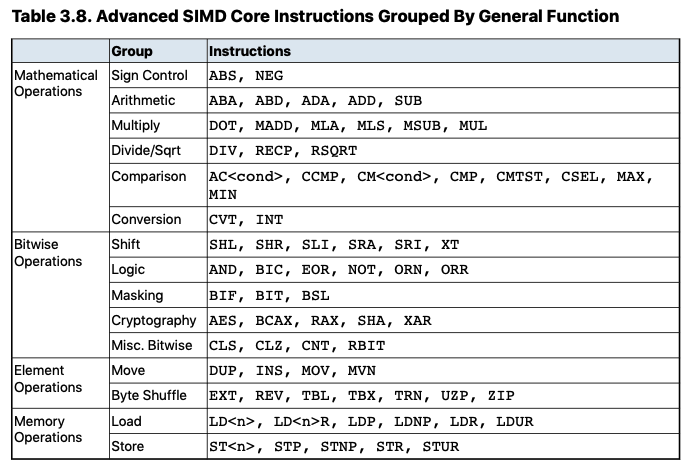 Table 3.8. Advanced SIMD Core Instructions Grouped By General Function
Group Instructions
Mathematical Operations Sign Control ABS, NEG
Arithmetic ABA, ABD, ADA, ADD, SUB
Multiply DOT, MADD, MLA, MLS, MSUB, MUL
Divide/Sqrt DIV, RECP, RSQRT
Comparison AC<cond>, CCMP, CM<cond>, CMP, CMTST, CSEL, MAX,
MIN
Conversion CVT, INT
Bitwise Operations Shift SHL, SHR, SLI, SRA, SRI, XT
Logic AND, BIC, EOR, NOT, ORN, ORR
Masking BIF, BIT, BSL
Cryptography AES, BCAX, RAX, SHA, XAR
Misc. Bitwise CLS, CLZ, CNT, RBIT
Element Operations Move DUP, INS, MOV, MVN
Byte Shuffle EXT, REV, TBL, TBX, TRN, UZP, ZIP
Memory Operations Load LD<n>, LD<n>R, LDP, LDNP, LDR, LDUR
Store ST<n>, STP, STNP, STR, STUR